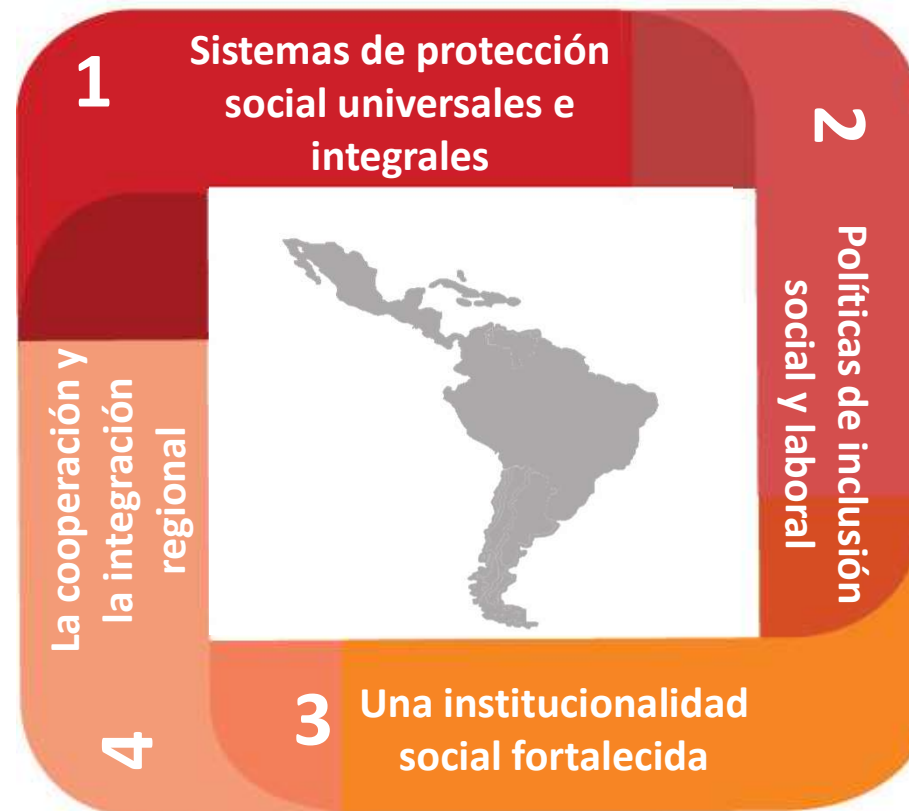 1
Sistemas de protección
social universales e
integrales
2
Políticas de inclusión
social y laboral
3
Una institucionalidad
social fortalecida
4
La cooperación y
la integración
regional